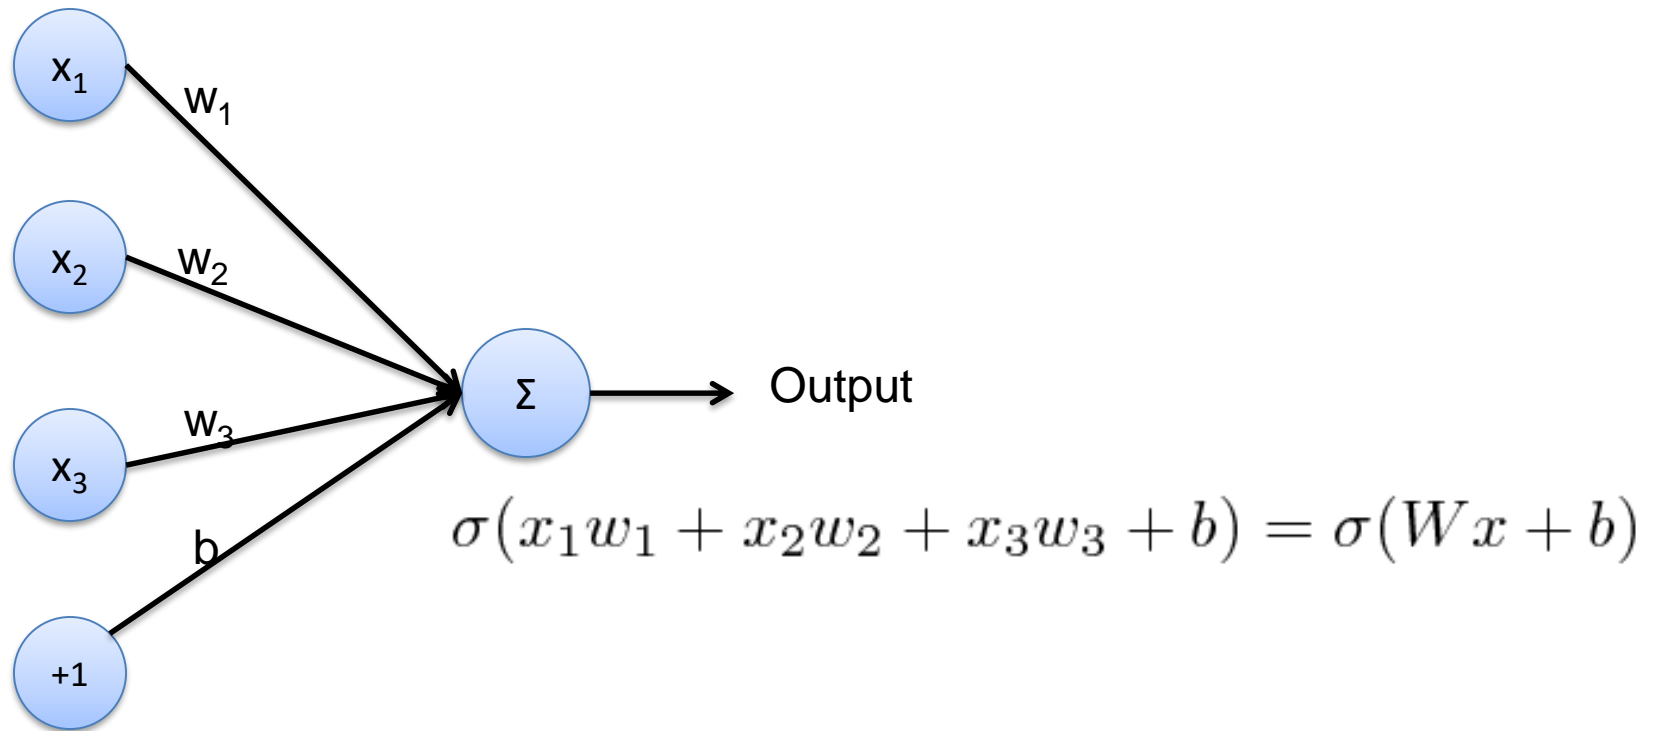 x₁
w₁
x₂
w₂
x₃
w₃
Σ
Output
b
σ(x₁w₁ + x₂w₂ + x₃w₃ + b) = σ(Wx + b)
+1